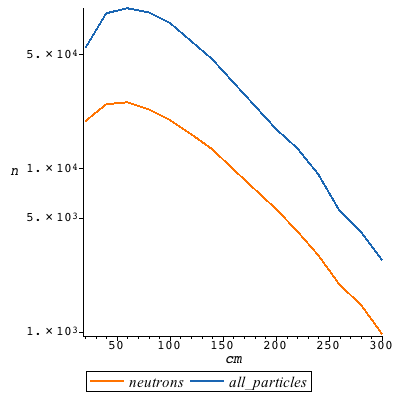 5. × 10⁴
n
1. × 10⁴
5. × 10³
1. × 10³
50 100 150 200 250 300
cm
neutrons all_particles